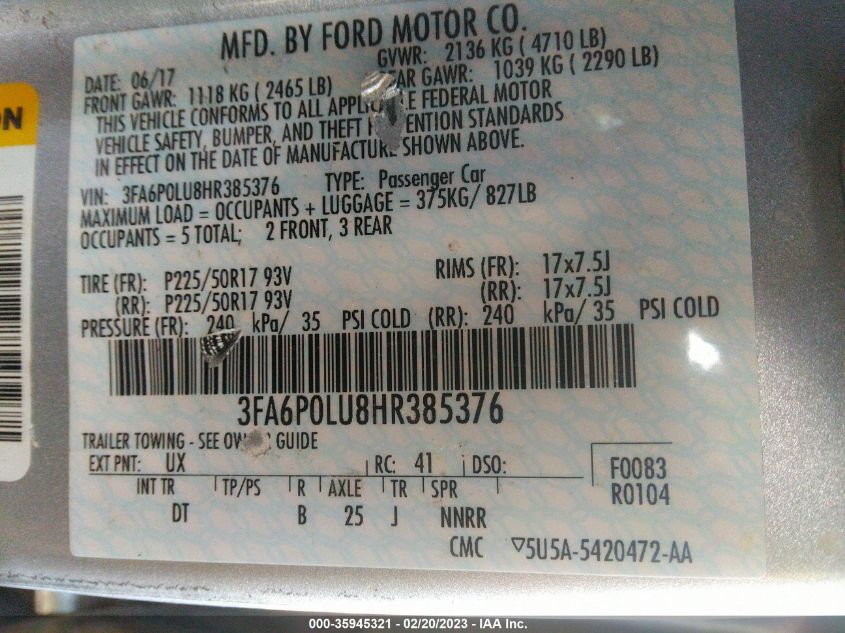 ON
MFD. BY FORD MOTOR CO.
DATE: 06/17 GVWR: 2136 KG ( 4710 LB)
FRONT GAWR: 1118 KG ( 2465 LB) GAWR: 1039 KG ( 2290 LB)
THIS VEHICLE CONFORMS TO ALL FEDERAL MOTOR
VEHICLE SAFETY, BUMPER, AND THEFT STANDARDS
IN EFFECT ON THE DATE OF MANUFACTURE SHOWN ABOVE.
VIN: 3FA6P0LU8HR385376 TYPE: Passenger Car
MAXIMUM LOAD = OCCUPANTS + LUGGAGE = 375KG/ 827LB
OCCUPANTS = 5 TOTAL; 2 FRONT, 3 REAR
TIRE (FR): P225/50R17 93V RIMS (FR): 17x7.5J
(RR): P225/50R17 93V (RR): 17x7.5J
PRESSURE (FR): 240 kPa/ 35 PSI COLD (RR): 240 kPa/ 35 PSI COLD
3FA6P0LU8HR385376
TRAILER TOWING - SEE GUIDE
EXT PNT: UX RC: 41 DSO: F0083
INT TR TP/PS R AXLE TR SPR R0104
DT B 25 J NNRR
CMC ▽5U5A-5420472-AA
000-35945321 - 02/20/2023 - IAA Inc.